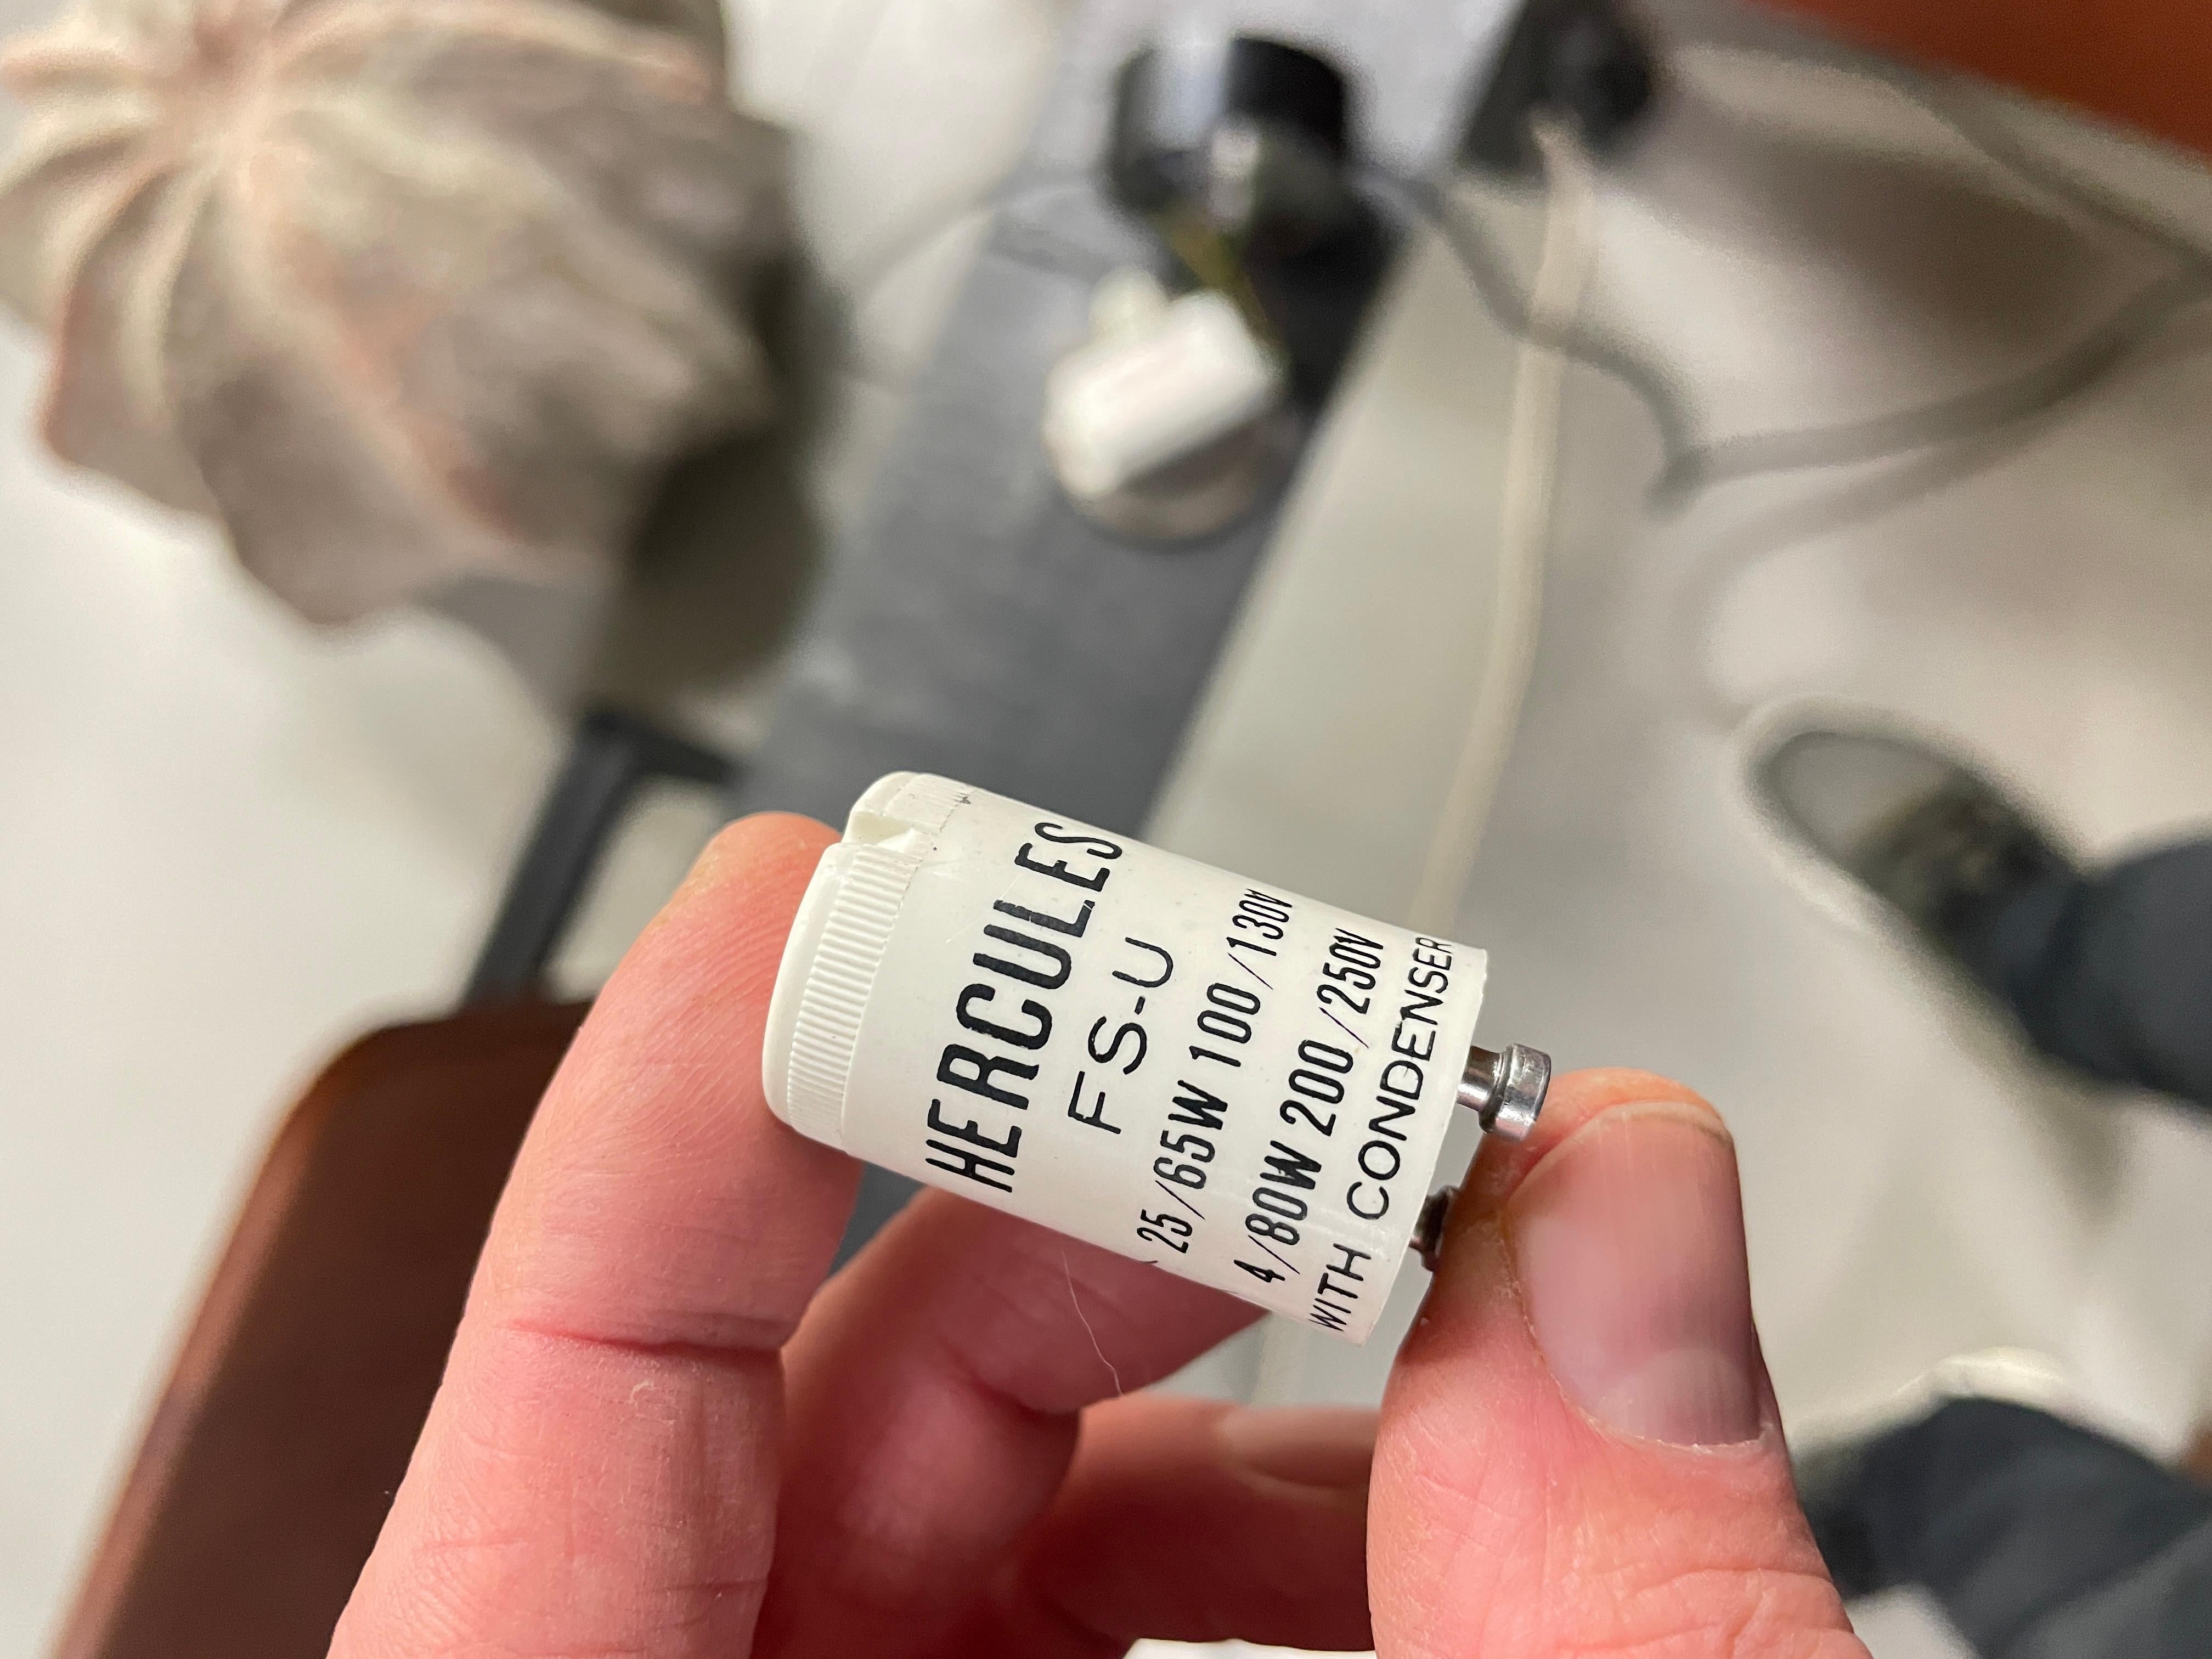 HERCULES
FS-U
25/65W 100/130V
4/80W 200/250V
WITH CONDENSER